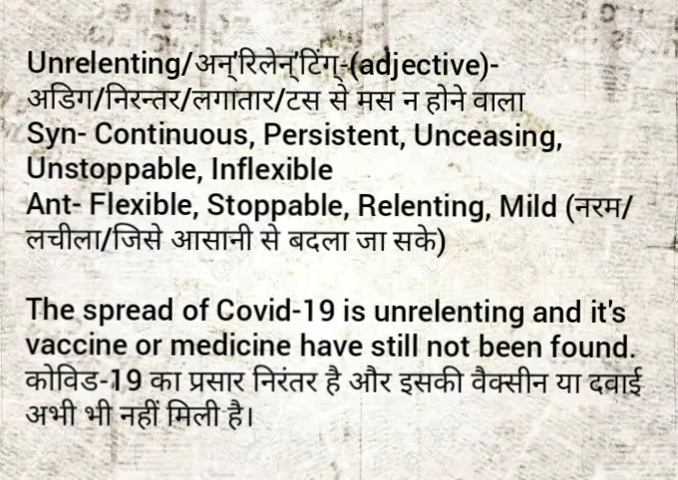 Unrelenting/अन्'रिलेन्'टिंग्-(adjective)-
अडिग/निरन्तर/लगातार/टस से मस न होने वाला
Syn- Continuous, Persistent, Unceasing,
Unstoppable, Inflexible
Ant- Flexible, Stoppable, Relenting, Mild (नरम/
लचीला/जिसे आसानी से बदला जा सके)
The spread of Covid-19 is unrelenting and it's
vaccine or medicine have still not been found.
कोविड-19 का प्रसार निरंतर है और इसकी वैक्सीन या दवाई
अभी भी नहीं मिली है।